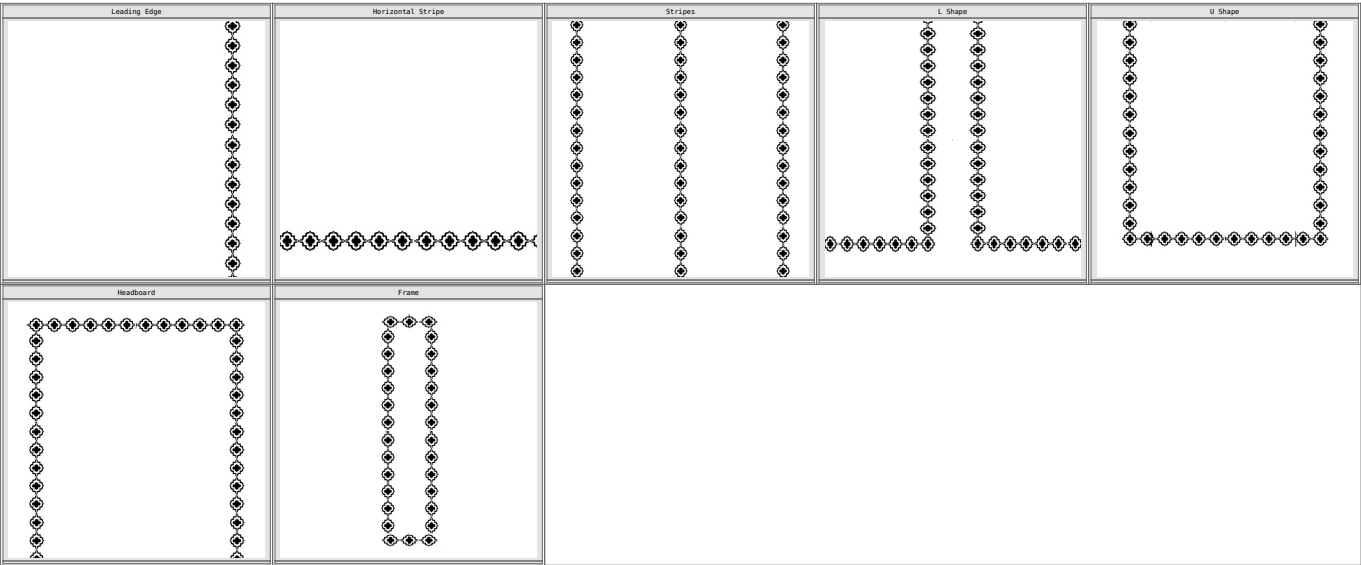 Leading Edge
Horizontal Stripe
Stripes
L Shape
U Shape
Headboard
Frame